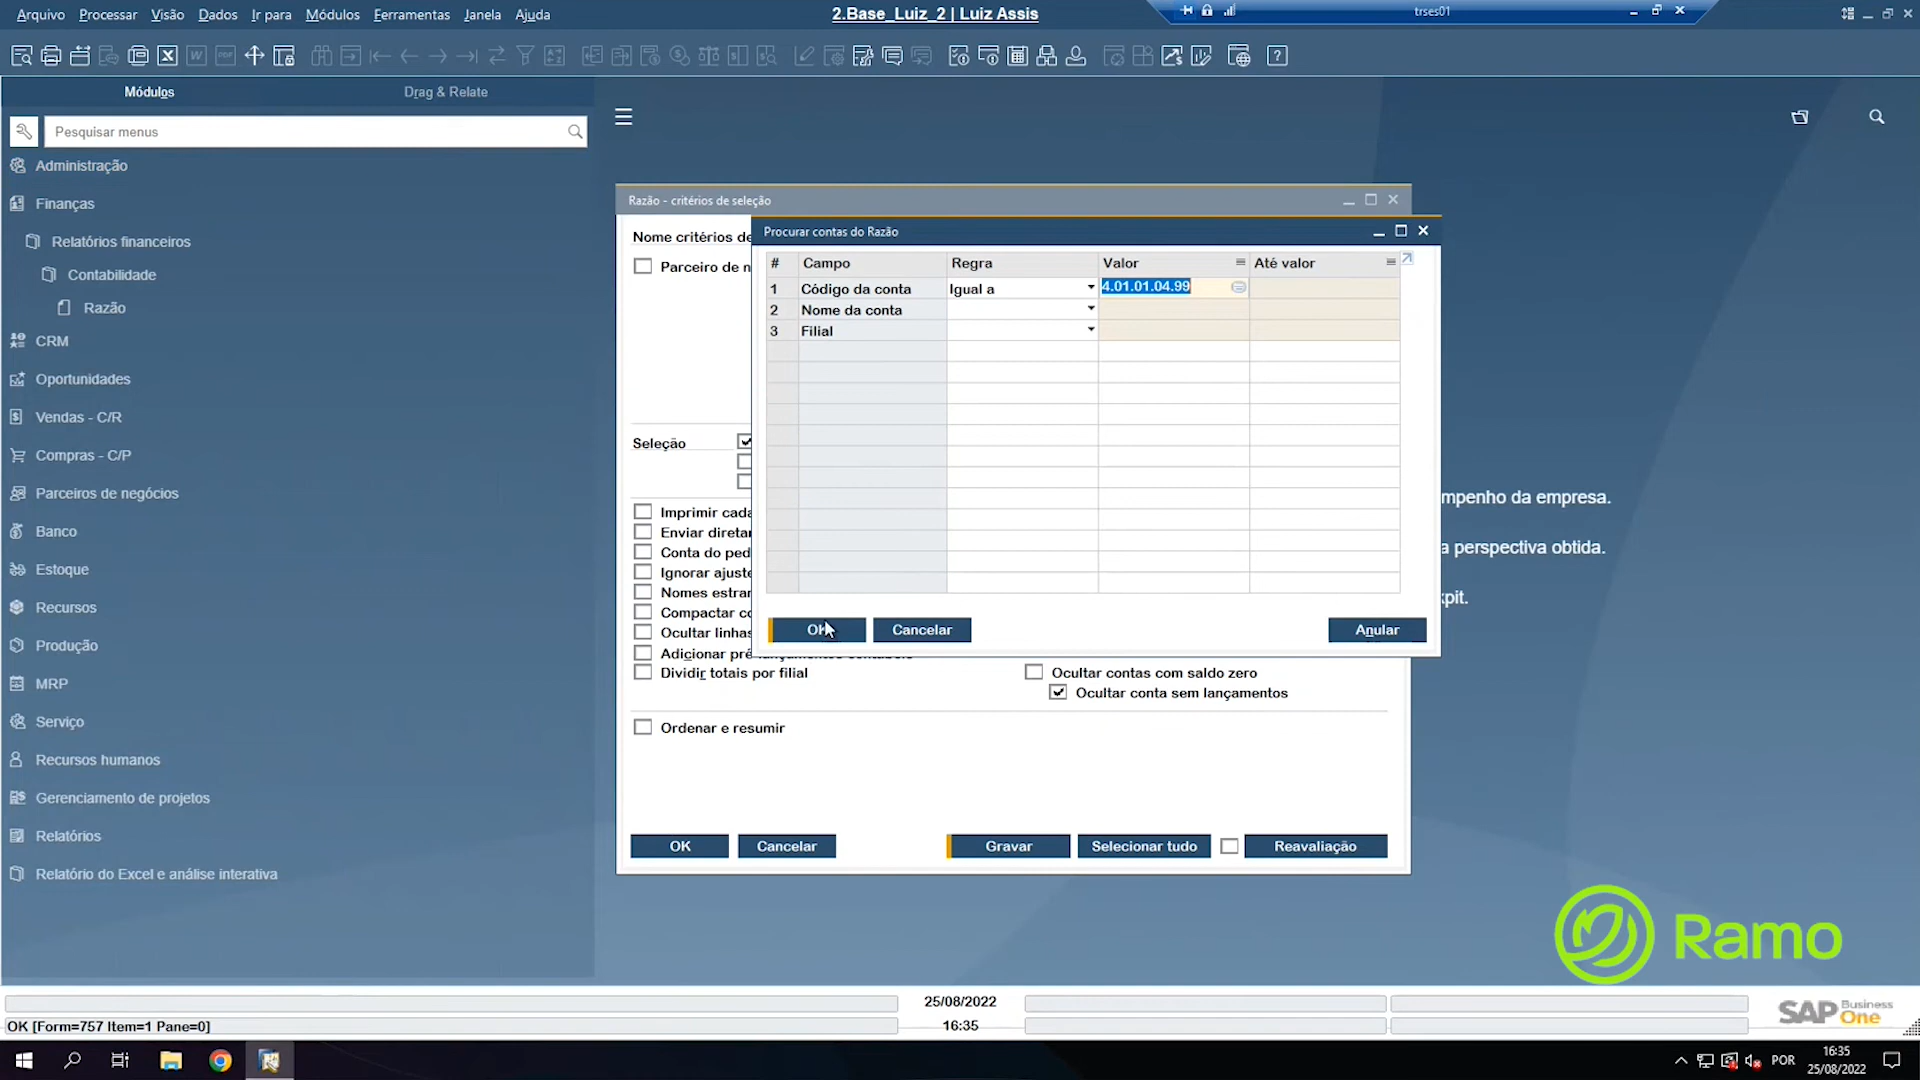 Arquivo Processar Visão Dados Ir para Módulos Ferramentas Janela Ajuda
2.Base_Luiz_2 | Luiz Assis
trses01
Módulos Drag & Relate
Pesquisar menus
Administração
Finanças
Relatórios financeiros
Contabilidade
Razão
CRM
Oportunidades
Vendas - C/R
Compras - C/P
Parceiros de negócios
Banco
Estoque
Recursos
Produção
MRP
Serviço
Recursos humanos
Gerenciamento de projetos
Relatórios
Relatório do Excel e análise interativa
Razão - critérios de seleção
Nome critérios de
Parceiro de n
Seleção
Imprimir cada
Enviar diretar
Conta do ped
Ignorar ajuste
Nomes estrar
Compactar co
Ocultar linhas
Adicionar pré
Dividir totais por filial
Ocultar contas com saldo zero
Ocultar conta sem lançamentos
Ordenar e resumir
OK Cancelar Gravar Selecionar tudo Reavaliação
Procurar contas do Razão
# Campo Regra Valor Até valor
1 Código da conta Igual a 4.01.01.04.99
2 Nome da conta
3 Filial
OK Cancelar Anular
mpenho da empresa.
a perspectiva obtida.
kpit.
Ramo
25/08/2022
OK [Form=757 Item=1 Pane=0] 16:35
SAP Business One
POR
16:35
25/08/2022